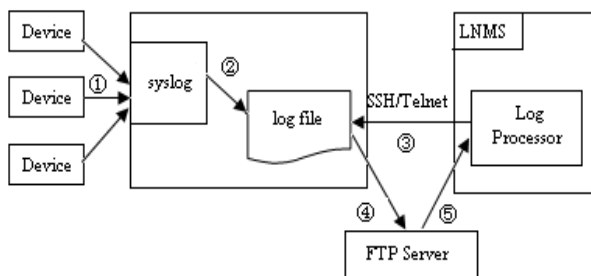 Device
Device
Device
①
syslog
②
log file
SSH/Telnet
③
LNMS
Log
Processor
④
⑤
FTP Server